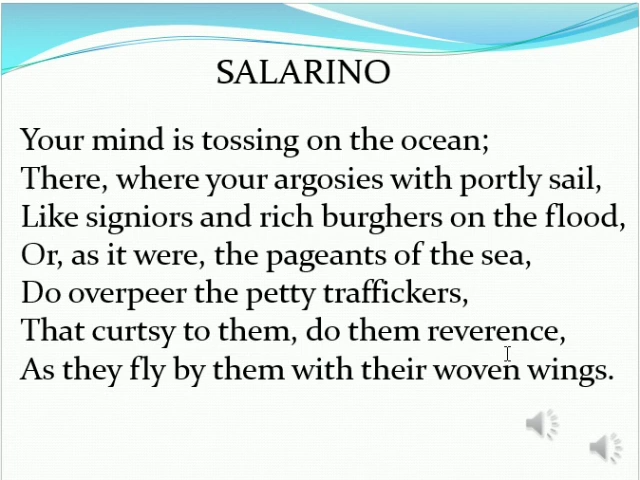 SALARINO
Your mind is tossing on the ocean;
There, where your argosies with portly sail,
Like signiors and rich burghers on the flood,
Or, as it were, the pageants of the sea,
Do overpeer the petty traffickers,
That curtsy to them, do them reverence,
As they fly by them with their woven wings.